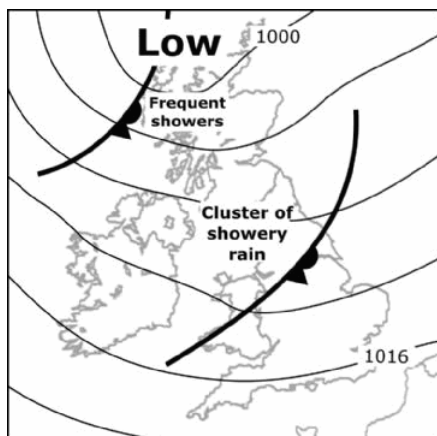 Low
1000
Frequent
showers
Cluster of
showery
rain
1016